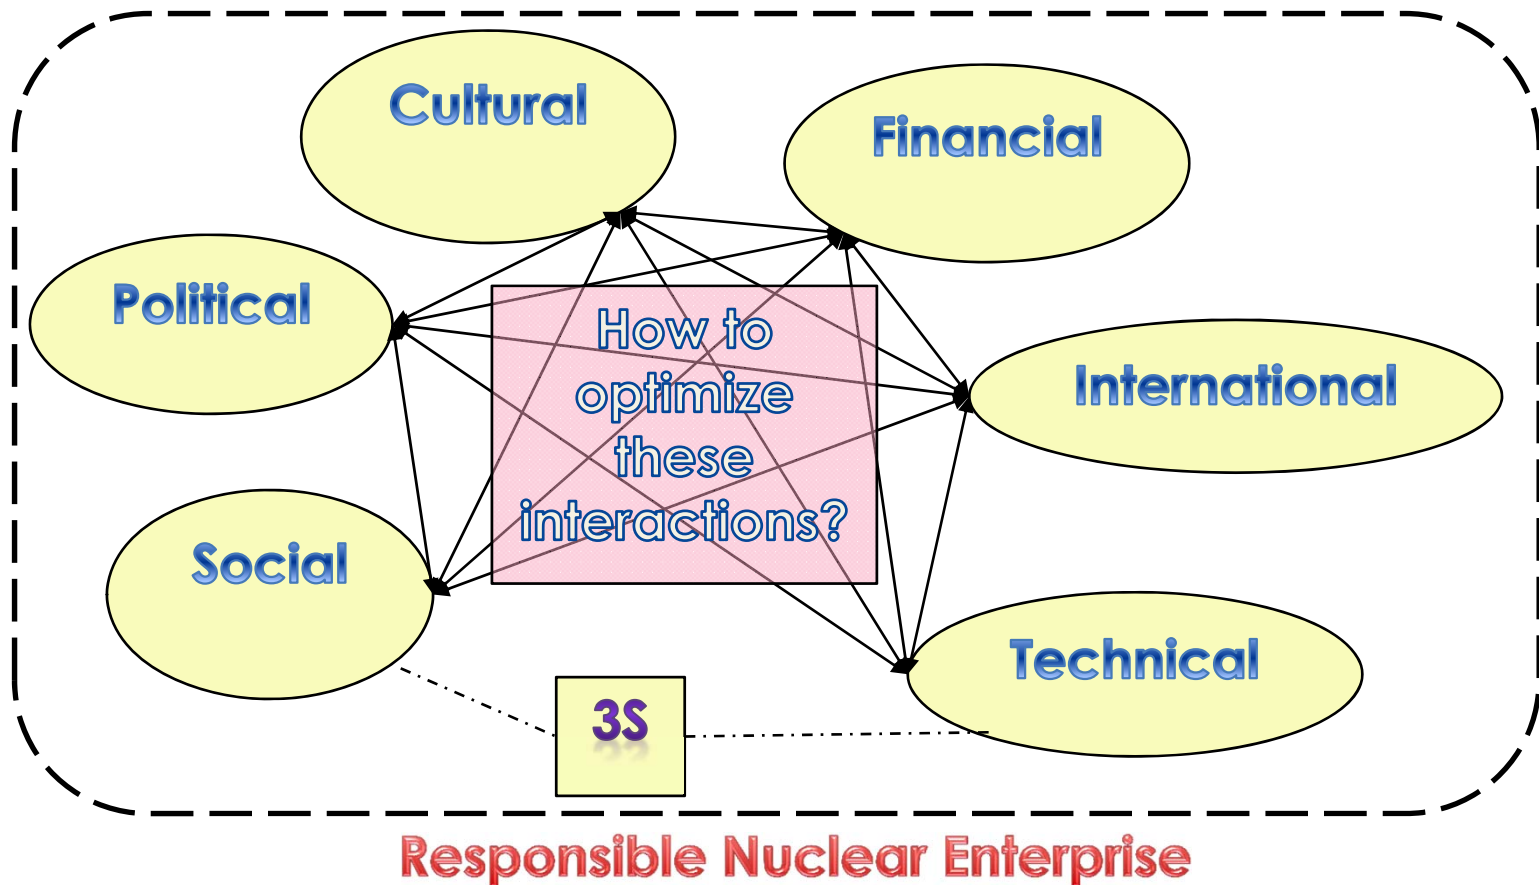 Cultural
Financial
Political
How to
optimize
these
interactions?
International
Social
Technical
3S
Responsible Nuclear Enterprise